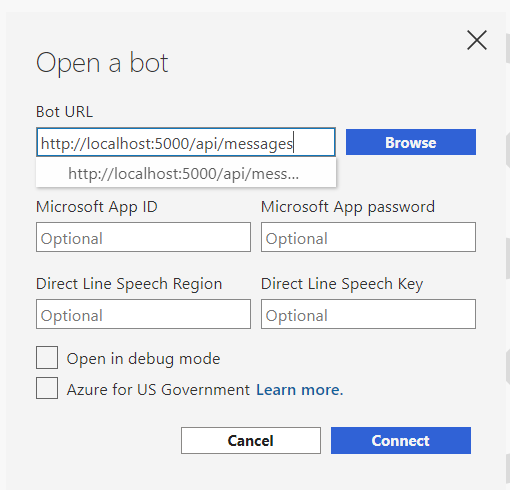 Open a bot
Bot URL
http://localhost:5000/api/messages
Browse
http://localhost:5000/api/mess...
Microsoft App ID
Microsoft App password
Optional
Optional
Direct Line Speech Region
Direct Line Speech Key
Optional
Optional
Open in debug mode
Azure for US Government Learn more.
Cancel
Connect